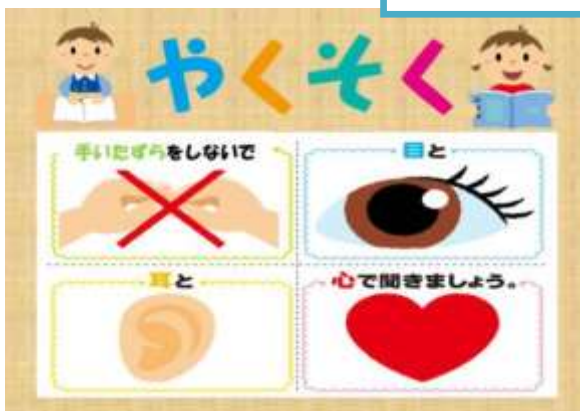 やくそく
手いたずらをしないで
目と
耳と
心で聞きましょう。